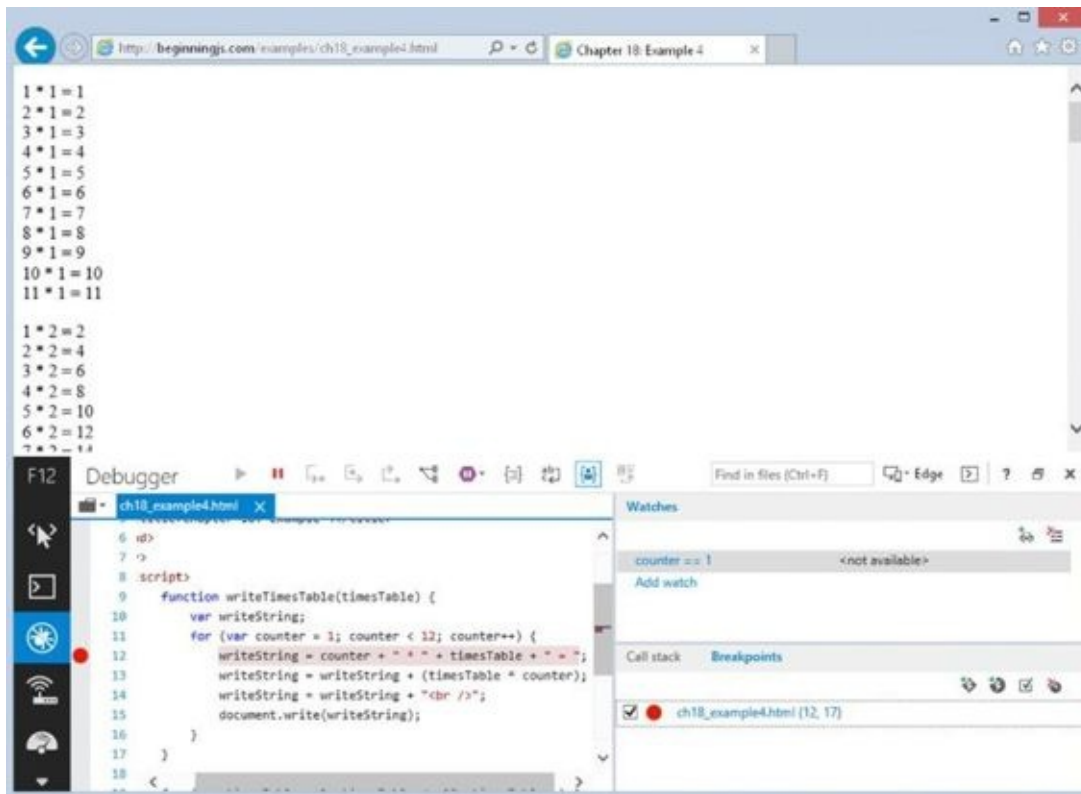 http://beginningjs.com/examples/ch18_example4.html
Chapter 18: Example 4
1 * 1 = 1
2 * 1 = 2
3 * 1 = 3
4 * 1 = 4
5 * 1 = 5
6 * 1 = 6
7 * 1 = 7
8 * 1 = 8
9 * 1 = 9
10 * 1 = 10
11 * 1 = 11
1 * 2 = 2
2 * 2 = 4
3 * 2 = 6
4 * 2 = 8
5 * 2 = 10
6 * 2 = 12
7 * 2 = 14
F12 Debugger Find in files (Ctrl+F) Edge ?
ch18_example4.html X
6 id>
7 />
8 script>
9 function writeTimesTable(timesTable) {
10 var writeString;
11 for (var counter = 1; counter < 12; counter++) {
12 writeString = counter + " * " + timesTable + " = ";
13 writeString = writeString + (timesTable * counter);
14 writeString = writeString + "<br />";
15 document.write(writeString);
16 }
17 }
18
Watches
counter == 1 <not available>
Add watch
Call stack Breakpoints
ch18_example4.html (12, 17)